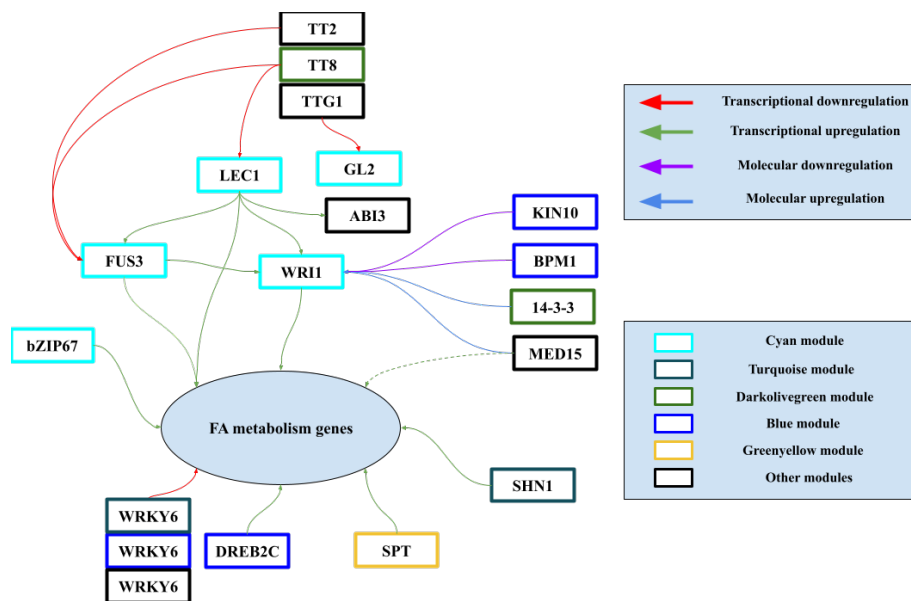 TT2
TT8
TTG1
GL2
LEC1
ABI3
FUS3
WRI1
KIN10
BPM1
14-3-3
MED15
bZIP67
FA metabolism genes
SHN1
WRKY6
WRKY6
WRKY6
DREB2C
SPT
Transcriptional downregulation
Transcriptional upregulation
Molecular downregulation
Molecular upregulation
Cyan module
Turquoise module
Darkolivegreen module
Blue module
Greenyellow module
Other modules